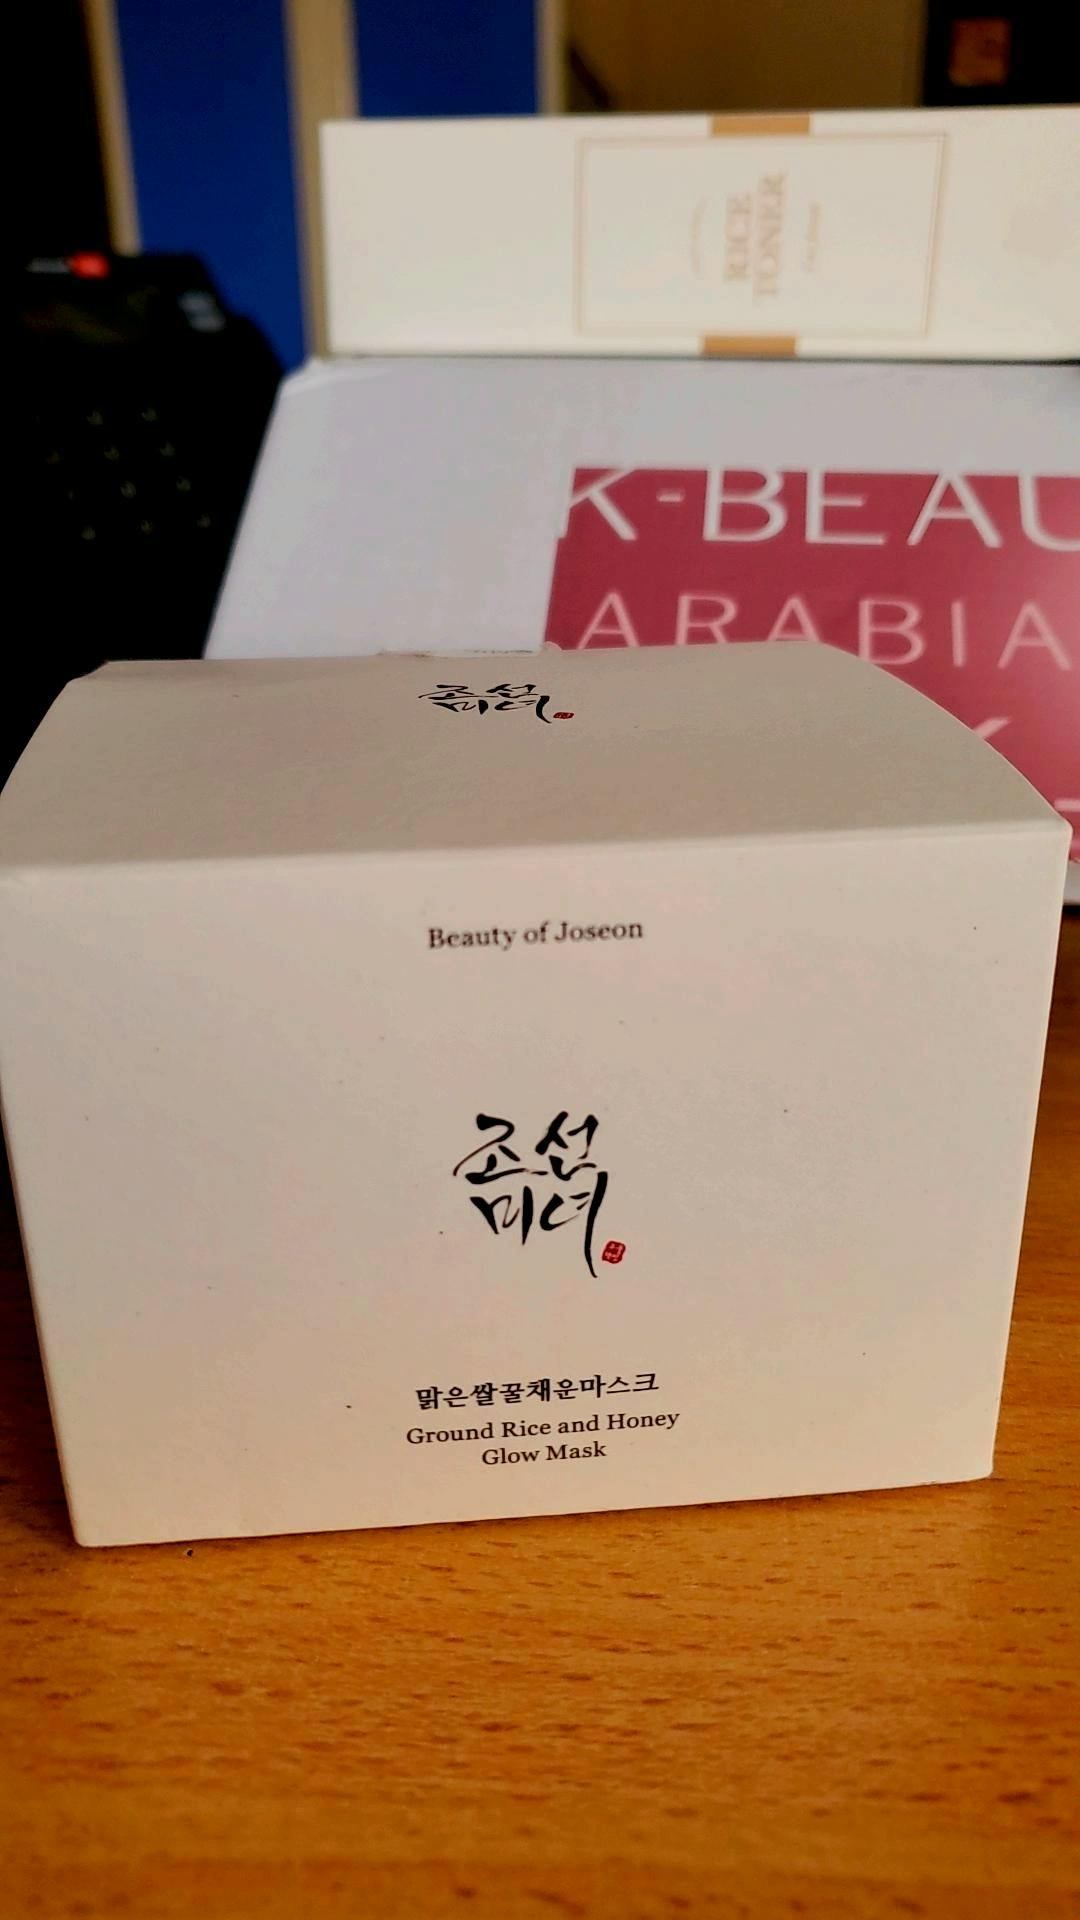 RICE
TONER
K-BEAU
ARABIA
조선
미녀
Beauty of Joseon
조선
미녀
맑은쌀꿀채운마스크
Ground Rice and Honey
Glow Mask